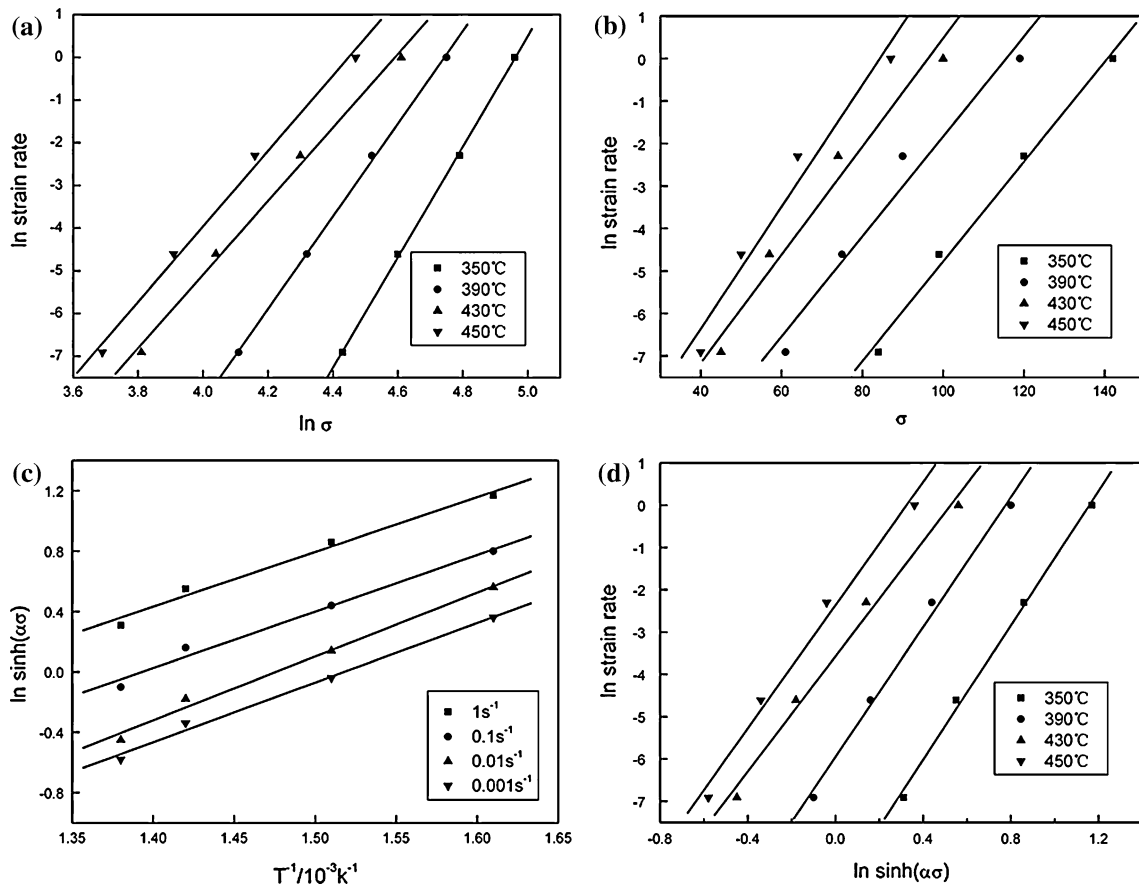 (a)
1
0
-1
-2
-3
-4
-5
-6
-7
ln strain rate
350℃
390℃
430℃
450℃
3.6 3.8 4.0 4.2 4.4 4.6 4.8 5.0
ln σ
(b)
1
0
-1
-2
-3
-4
-5
-6
-7
ln strain rate
350℃
390℃
430℃
450℃
40 60 80 100 120 140
σ
(c)
1.2
0.8
0.4
0.0
-0.4
-0.8
ln sinh(ασ)
1s⁻¹
0.1s⁻¹
0.01s⁻¹
0.001s⁻¹
1.35 1.40 1.45 1.50 1.55 1.60 1.65
T⁻¹/10⁻³k⁻¹
(d)
1
0
-1
-2
-3
-4
-5
-6
-7
ln strain rate
350℃
390℃
430℃
450℃
-0.8 -0.4 0.0 0.4 0.8 1.2
ln sinh(ασ)